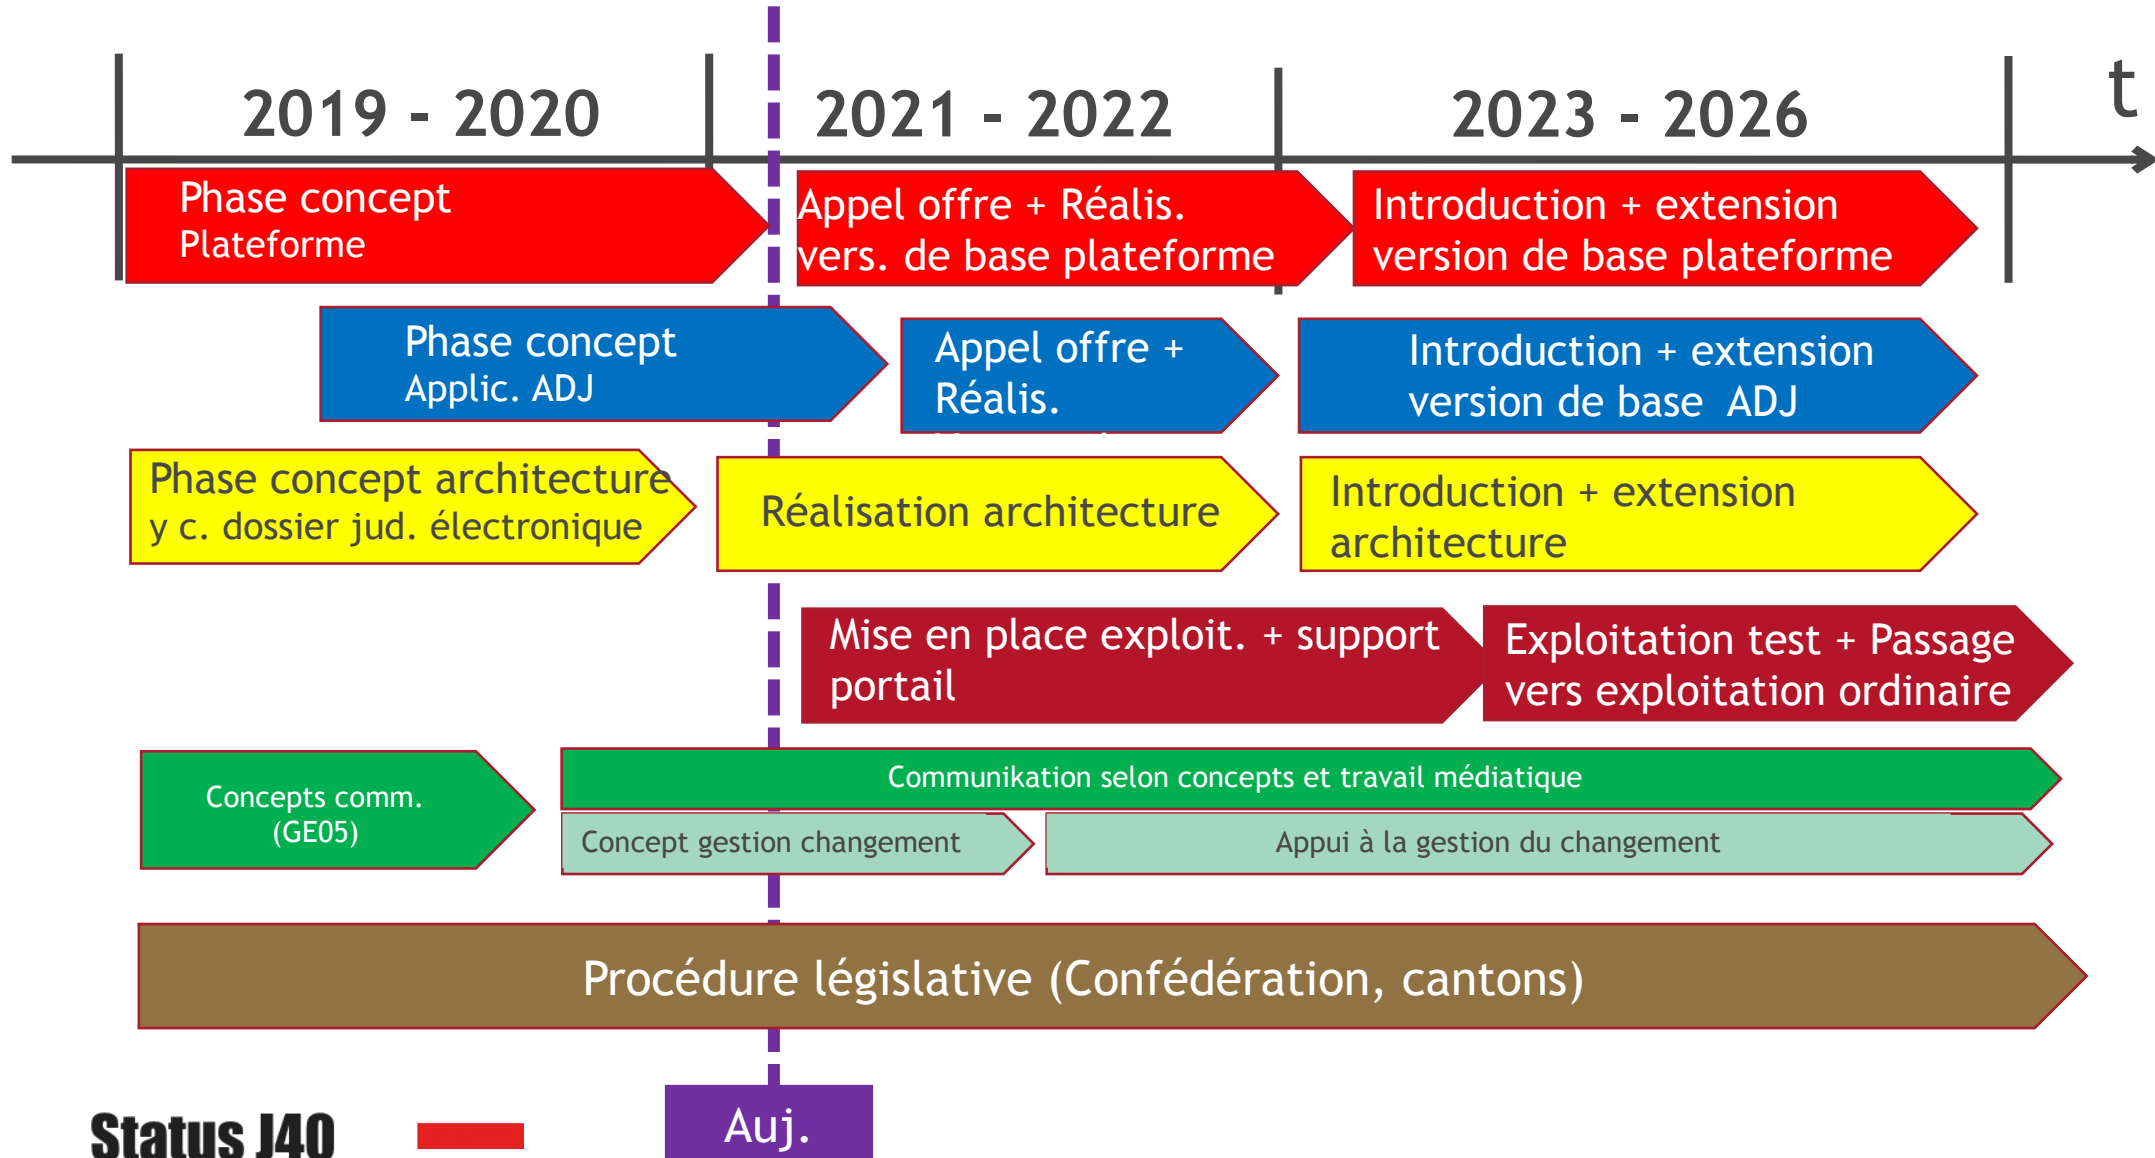 2019 - 2020
2021 - 2022
2023 - 2026
t
Phase concept
Plateforme
Appel offre + Réalis.
vers. de base plateforme
Introduction + extension
version de base plateforme
Phase concept
Applic. ADJ
Appel offre +
Réalis.
Introduction + extension
version de base ADJ
Phase concept architecture
y c. dossier jud. électronique
Réalisation architecture
Introduction + extension
architecture
Mise en place exploit. + support
portail
Exploitation test + Passage
vers exploitation ordinaire
Concepts comm.
(GE05)
Communikation selon concepts et travail médiatique
Concept gestion changement
Appui à la gestion du changement
Procédure législative (Confédération, cantons)
Status J40
Auj.